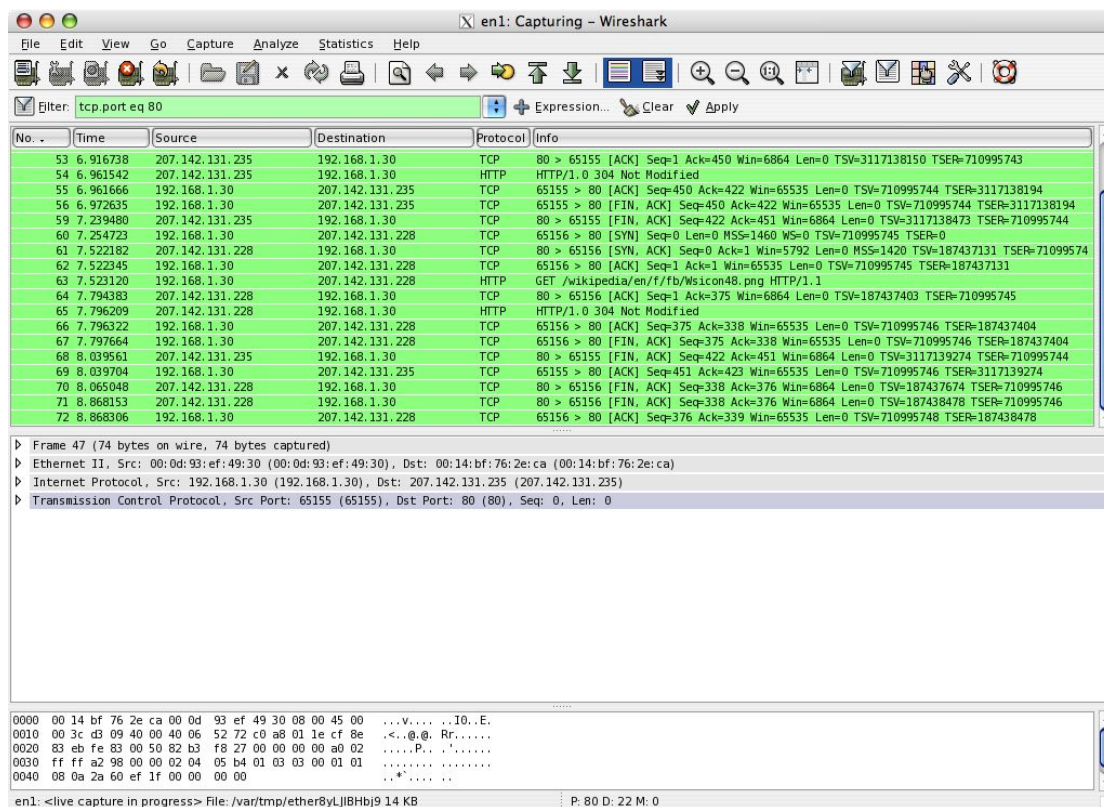 en1: Capturing – Wireshark
File Edit View Go Capture Analyze Statistics Help
Filter: tcp.port eq 80 Expression... Clear Apply
No. . Time Source Destination Protocol Info
53 6.916738 207.142.131.235 192.168.1.30 TCP 80 > 65155 [ACK] Seq=1 Ack=450 Win=6864 Len=0 TSV=3117138150 TSER=710995743
54 6.961542 207.142.131.235 192.168.1.30 HTTP HTTP/1.0 304 Not Modified
55 6.961666 192.168.1.30 207.142.131.235 TCP 65155 > 80 [ACK] Seq=450 Ack=422 Win=65535 Len=0 TSV=710995744 TSER=3117138194
56 6.972635 192.168.1.30 207.142.131.235 TCP 65155 > 80 [FIN, ACK] Seq=450 Ack=422 Win=65535 Len=0 TSV=710995744 TSER=3117138194
59 7.239480 207.142.131.235 192.168.1.30 TCP 80 > 65155 [FIN, ACK] Seq=422 Ack=451 Win=6864 Len=0 TSV=3117138473 TSER=710995744
60 7.254723 192.168.1.30 207.142.131.228 TCP 65156 > 80 [SYN] Seq=0 Len=0 MSS=1460 WS=0 TSV=710995745 TSER=0
61 7.522182 207.142.131.228 192.168.1.30 TCP 80 > 65156 [SYN, ACK] Seq=0 Ack=1 Win=5792 Len=0 MSS=1420 TSV=187437131 TSER=71099574
62 7.522345 192.168.1.30 207.142.131.228 TCP 65156 > 80 [ACK] Seq=1 Ack=1 Win=65535 Len=0 TSV=710995745 TSER=187437131
63 7.523120 192.168.1.30 207.142.131.228 HTTP GET /wikipedia/en/f/fb/Wsicon48.png HTTP/1.1
64 7.794383 207.142.131.228 192.168.1.30 TCP 80 > 65156 [ACK] Seq=1 Ack=375 Win=6864 Len=0 TSV=187437403 TSER=710995745
65 7.796209 207.142.131.228 192.168.1.30 HTTP HTTP/1.0 304 Not Modified
66 7.796322 192.168.1.30 207.142.131.228 TCP 65156 > 80 [ACK] Seq=375 Ack=338 Win=65535 Len=0 TSV=710995746 TSER=187437404
67 7.797664 192.168.1.30 207.142.131.228 TCP 65156 > 80 [FIN, ACK] Seq=375 Ack=338 Win=65535 Len=0 TSV=710995746 TSER=187437404
68 8.039561 207.142.131.235 192.168.1.30 TCP 80 > 65155 [FIN, ACK] Seq=422 Ack=451 Win=6864 Len=0 TSV=3117139274 TSER=710995744
69 8.039704 192.168.1.30 207.142.131.235 TCP 65155 > 80 [ACK] Seq=451 Ack=423 Win=65535 Len=0 TSV=710995746 TSER=3117139274
70 8.065048 207.142.131.228 192.168.1.30 TCP 80 > 65156 [FIN, ACK] Seq=338 Ack=376 Win=6864 Len=0 TSV=187437674 TSER=710995746
71 8.868153 207.142.131.228 192.168.1.30 TCP 80 > 65156 [FIN, ACK] Seq=338 Ack=376 Win=6864 Len=0 TSV=187438478 TSER=710995746
72 8.868306 192.168.1.30 207.142.131.228 TCP 65156 > 80 [ACK] Seq=376 Ack=339 Win=65535 Len=0 TSV=710995748 TSER=187438478
Frame 47 (74 bytes on wire, 74 bytes captured)
Ethernet II, Src: 00:0d:93:ef:49:30 (00:0d:93:ef:49:30), Dst: 00:14:bf:76:2e:ca (00:14:bf:76:2e:ca)
Internet Protocol, Src: 192.168.1.30 (192.168.1.30), Dst: 207.142.131.235 (207.142.131.235)
Transmission Control Protocol, Src Port: 65155 (65155), Dst Port: 80 (80), Seq: 0, Len: 0
0000 00 14 bf 76 2e ca 00 0d 93 ef 49 30 08 00 45 00 ...v.... ..I0..E.
0010 00 3c d3 09 40 00 40 06 52 72 c0 a8 01 1e cf 8e .<..@.@. Rr......
0020 83 eb fe 83 00 50 82 b3 f8 27 00 00 00 00 a0 02 .....P.. .'......
0030 ff ff a2 98 00 00 02 04 05 b4 01 03 03 00 01 01 ........ ........
0040 08 0a 2a 60 ef 1f 00 00 00 00 ..*`.... ..
en1: <live capture in progress> File: /var/tmp/ether8yLJIBHbj9 14 KB P: 80 D: 22 M: 0